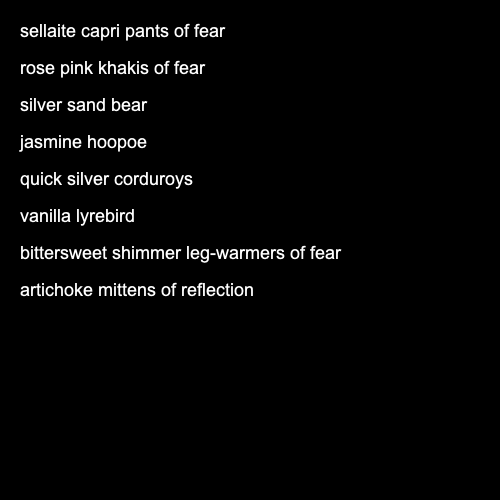 sellaite capri pants of fear
rose pink khakis of fear
silver sand bear
jasmine hoopoe
quick silver corduroys
vanilla lyrebird
bittersweet shimmer leg-warmers of fear
artichoke mittens of reflection